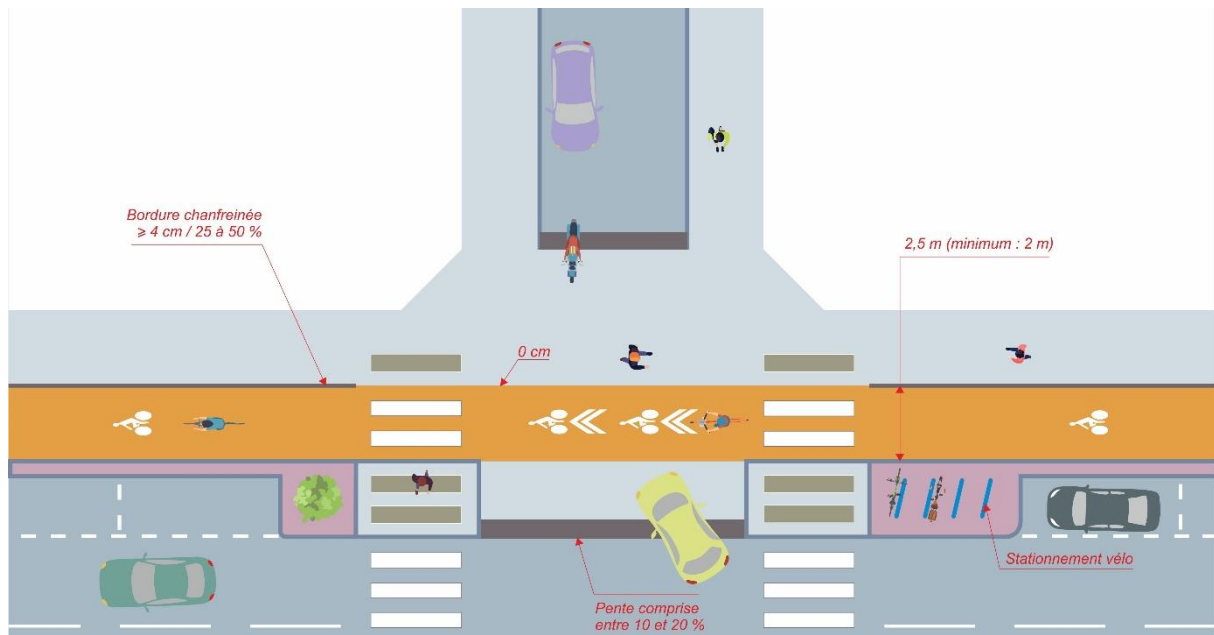 Bordure chanfreinée
⩾ 4 cm / 25 à 50 %
2,5 m (minimum : 2 m)
0 cm
Stationnement vélo
Pente comprise
entre 10 et 20 %